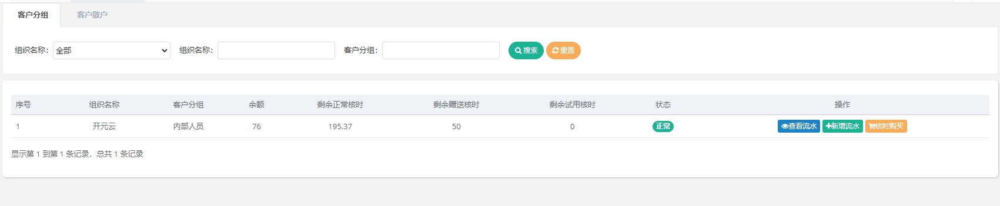 客户分组 客户散户
组织名称： 全部 组织名称： 客户分组： 搜索 重置
序号 组织名称 客户分组 余额 剩余正常核时 剩余赠送核时 剩余试用核时 状态 操作
1 开元云 内部人员 76 195.37 50 0 正常 查看流水 新增流水 核时购买
显示第 1 到第 1 条记录，总共 1 条记录